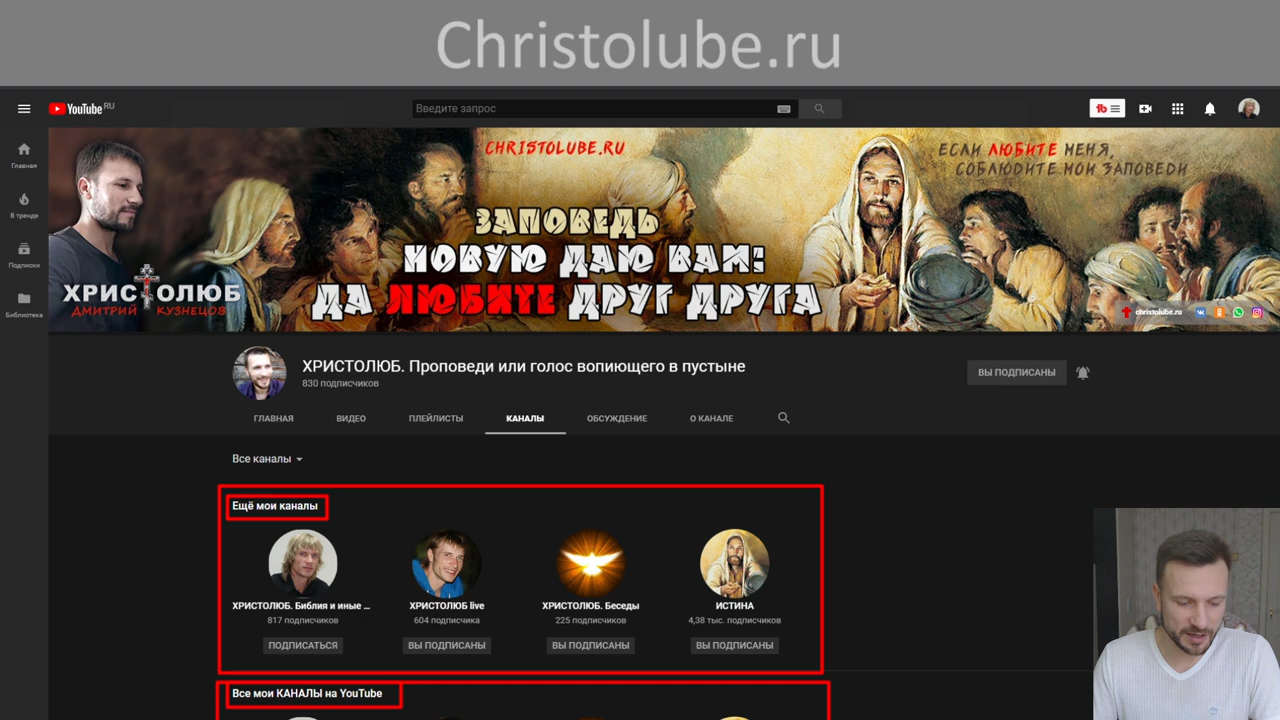 Christolube.ru
YouTube RU
Введите запрос
Главная
В тренде
Подписки
Библиотека
CHRISTOLUBE.RU
ЕСЛИ ЛЮБИТЕ МЕНЯ,
СОБЛЮДИТЕ МОИ ЗАПОВЕДИ
ЗАПОВЕДЬ
НОВУЮ ДАЮ ВАМ:
ДА ЛЮБИТЕ ДРУГ ДРУГА
ХРИСТОЛЮБ
ДМИТРИЙ КУЗНЕЦОВ
christolube.ru
ХРИСТОЛЮБ. Проповеди или голос вопиющего в пустыне
830 подписчиков
ВЫ ПОДПИСАНЫ
ГЛАВНАЯ ВИДЕО ПЛЕЙЛИСТЫ КАНАЛЫ ОБСУЖДЕНИЕ О КАНАЛЕ
Все каналы
Ещё мои каналы
ХРИСТОЛЮБ. Библия и иные ... ХРИСТОЛЮБ live ХРИСТОЛЮБ. Беседы ИСТИНА
817 подписчиков 604 подписчика 225 подписчиков 4,38 тыс. подписчиков
ПОДПИСАТЬСЯ ВЫ ПОДПИСАНЫ ВЫ ПОДПИСАНЫ ВЫ ПОДПИСАНЫ
Все мои КАНАЛЫ на YouTube